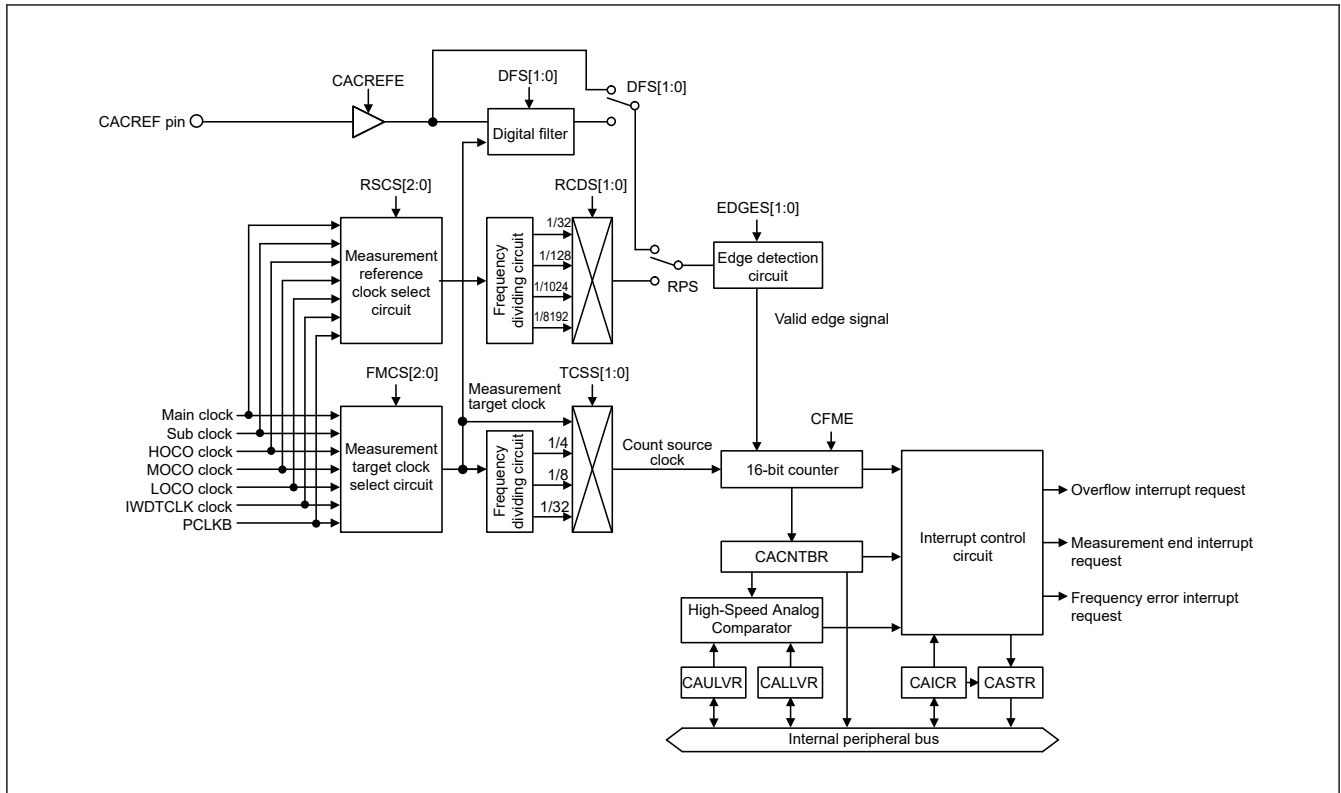 CACREFE
DFS[1:0]
DFS[1:0]
CACREF pin
Digital filter
RSCS[2:0]
RCDS[1:0]
EDGES[1:0]
Measurement
reference
clock select
circuit
Frequency
dividing circuit
1/32
1/128
1/1024
1/8192
RPS
Edge detection
circuit
Valid edge signal
FMCS[2:0]
Measurement
target clock
TCSS[1:0]
Main clock
Sub clock
HOCO clock
MOCO clock
LOCO clock
IWDTCLK clock
PCLKB
Measurement
target clock
select circuit
Frequency
dividing circuit
1/4
1/8
1/32
Count source
clock
CFME
16-bit counter
CACNTBR
High-Speed Analog
Comparator
CAULVR
CALLVR
Interrupt control
circuit
Overflow interrupt request
Measurement end interrupt
request
Frequency error interrupt
request
CAICR
CASTR
Internal peripheral bus